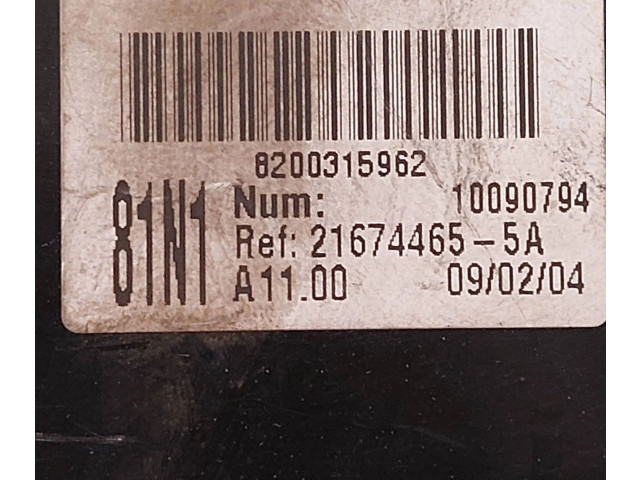 8200315962
81N1
Num: 10090794
Ref: 21674465-5A
A11.00 09/02/04